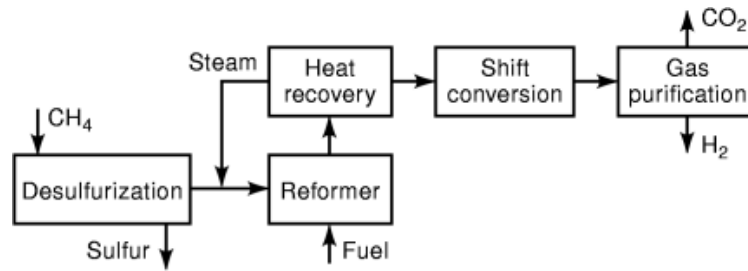 CO₂
Steam
Heat
recovery
Shift
conversion
Gas
purification
CH₄
H₂
Desulfurization
Reformer
Sulfur
Fuel